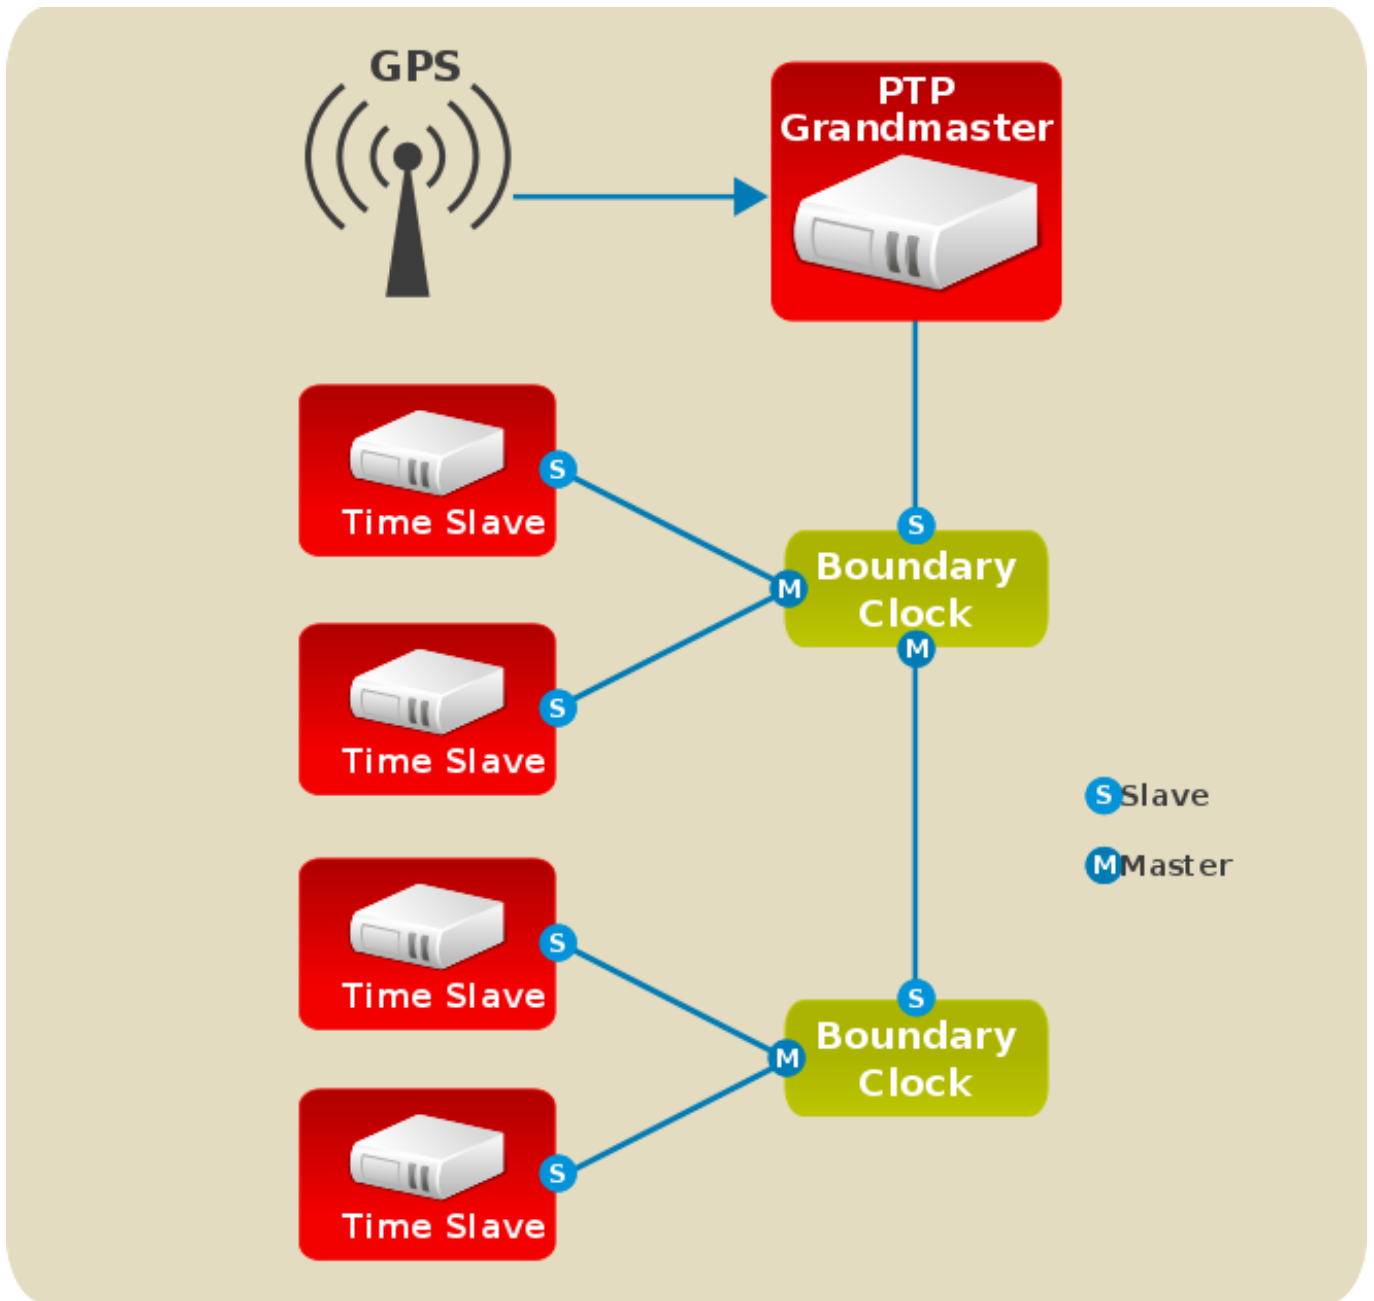 GPS
PTP
Grandmaster
S
Time Slave
S
Boundary
Clock
M
M
S
Time Slave
S Slave
M Master
S
Time Slave
S
Boundary
Clock
M
S
Time Slave